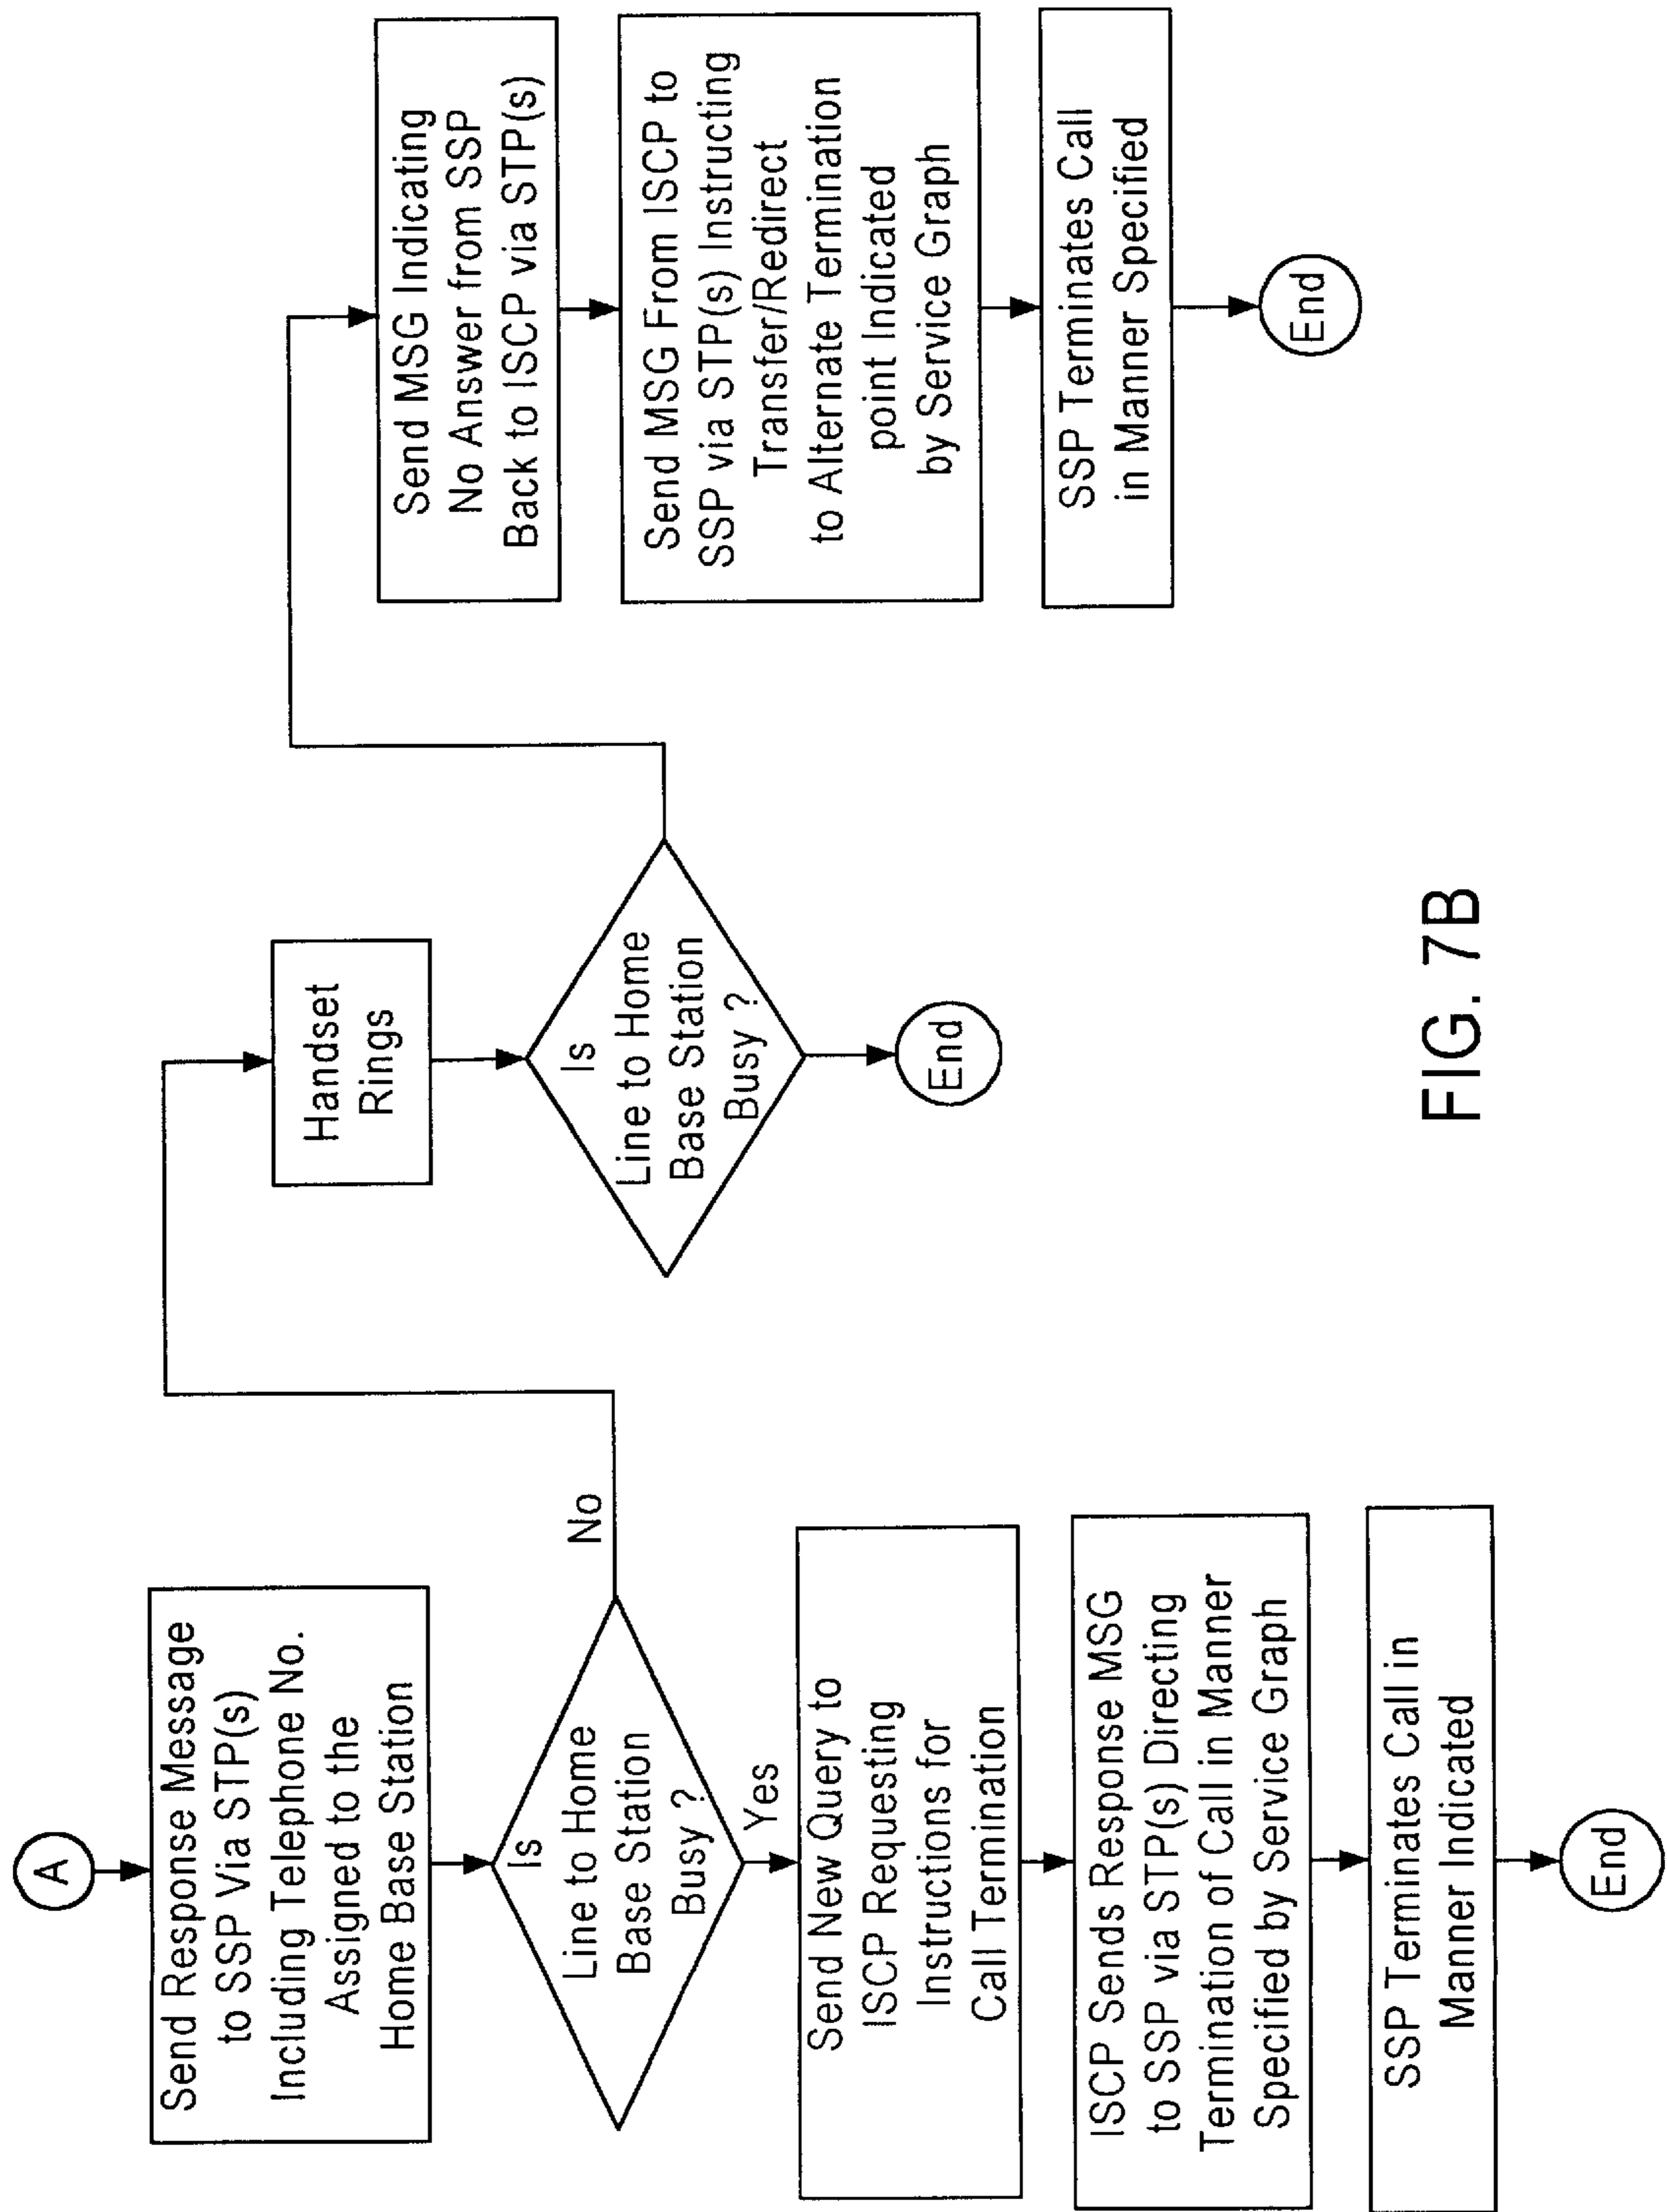 A
Send Response Message
to SSP Via STP(s)
Including Telephone No.
Assigned to the
Home Base Station
Is
Line to Home
Base Station
Busy ?
No
Yes
Send New Query to
ISCP Requesting
Instructions for
Call Termination
ISCP Sends Response MSG
to SSP via STP(s) Directing
Termination of Call in Manner
Specified by Service Graph
SSP Terminates Call in
Manner Indicated
End
Handset
Rings
Is
Line to Home
Base Station
Busy ?
End
Send MSG Indicating
No Answer from SSP
Back to ISCP via STP(s)
Send MSG From ISCP to
SSP via STP(s) Instructing
Transfer/Redirect
to Alternate Termination
point Indicated
by Service Graph
SSP Terminates Call
in Manner Specified
End
FIG. 7B